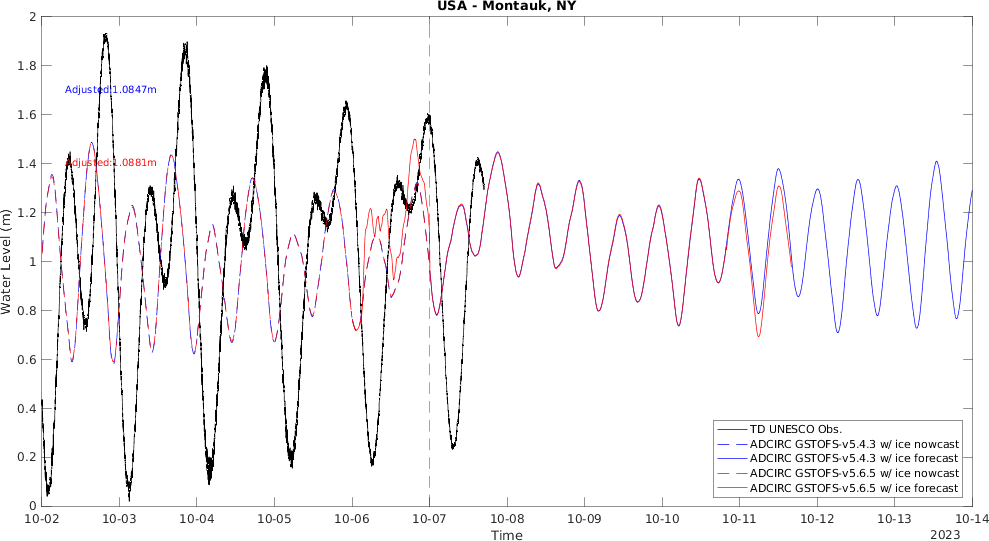 USA - Montauk, NY
2
1.8
1.6
1.4
1.2
1
0.8
0.6
0.4
0.2
0
Water Level (m)
Adjusted:1.0847m
Adjusted:1.0881m
TD UNESCO Obs.
ADCIRC GSTOFS-v5.4.3 w/ ice nowcast
ADCIRC GSTOFS-v5.4.3 w/ ice forecast
ADCIRC GSTOFS-v5.6.5 w/ ice nowcast
ADCIRC GSTOFS-v5.6.5 w/ ice forecast
10-02 10-03 10-04 10-05 10-06 10-07 10-08 10-09 10-10 10-11 10-12 10-13 10-14
Time
2023